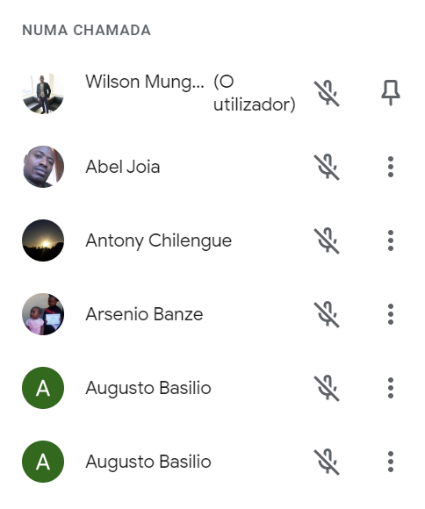 NUMA CHAMADA
Wilson Mung... (O
utilizador)
Abel Joia
Antony Chilengue
Arsenio Banze
A Augusto Basilio
A Augusto Basilio